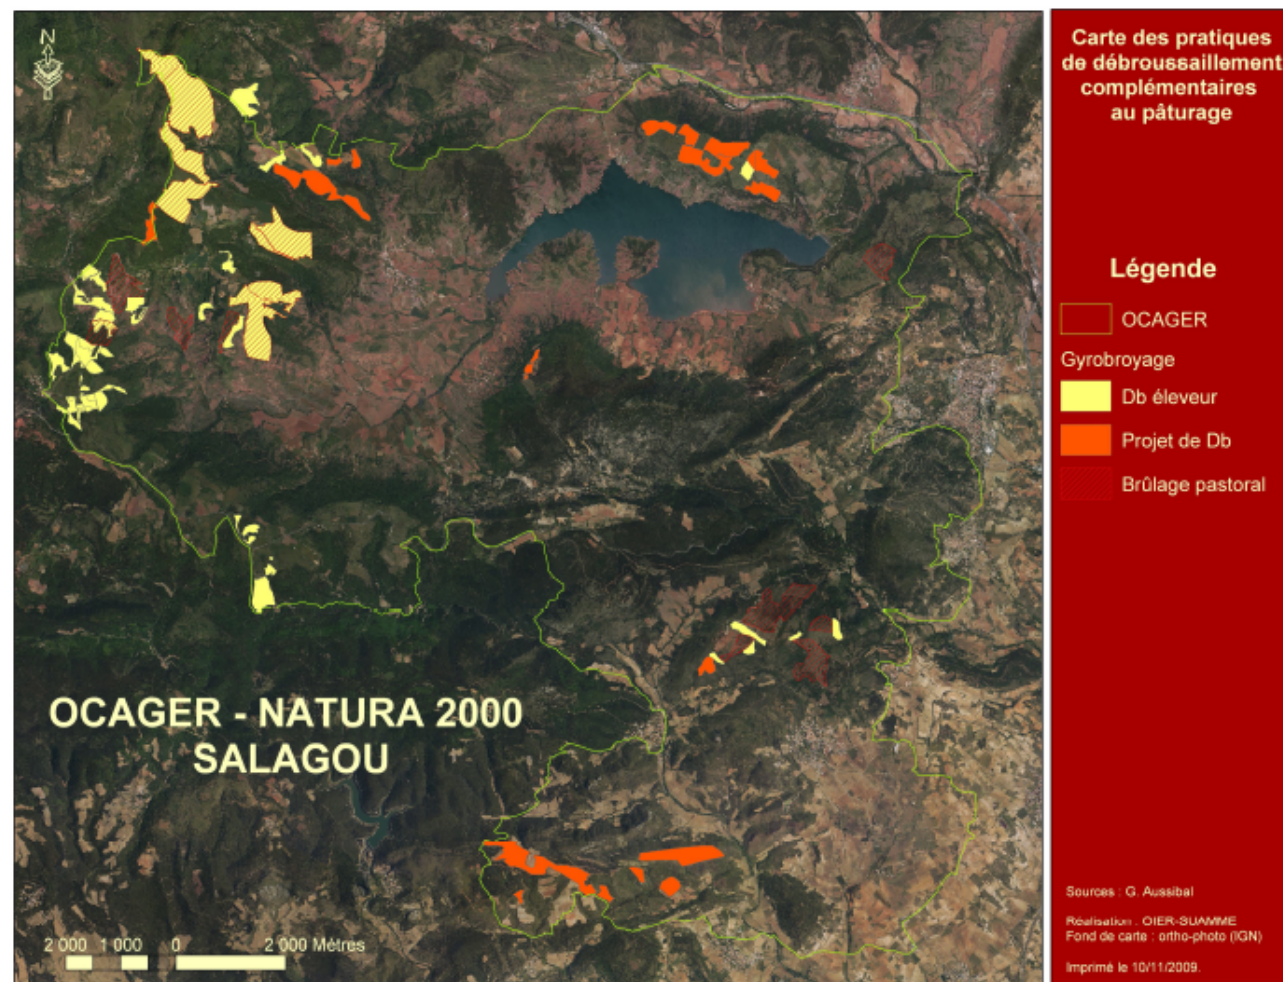 N
OCAGER - NATURA 2000
SALAGOU
2 000 1 000 0 2 000 Mètres
Carte des pratiques
de débroussaillement
complémentaires
au pâturage
Légende
OCAGER
Gyrobroyage
Db éleveur
Projet de Db
Brûlage pastoral
Sources : G. Aussibal
Réalisation : OIER-SUAMME
Fond de carte : ortho-photo (IGN)
Imprimé le 10/11/2009.